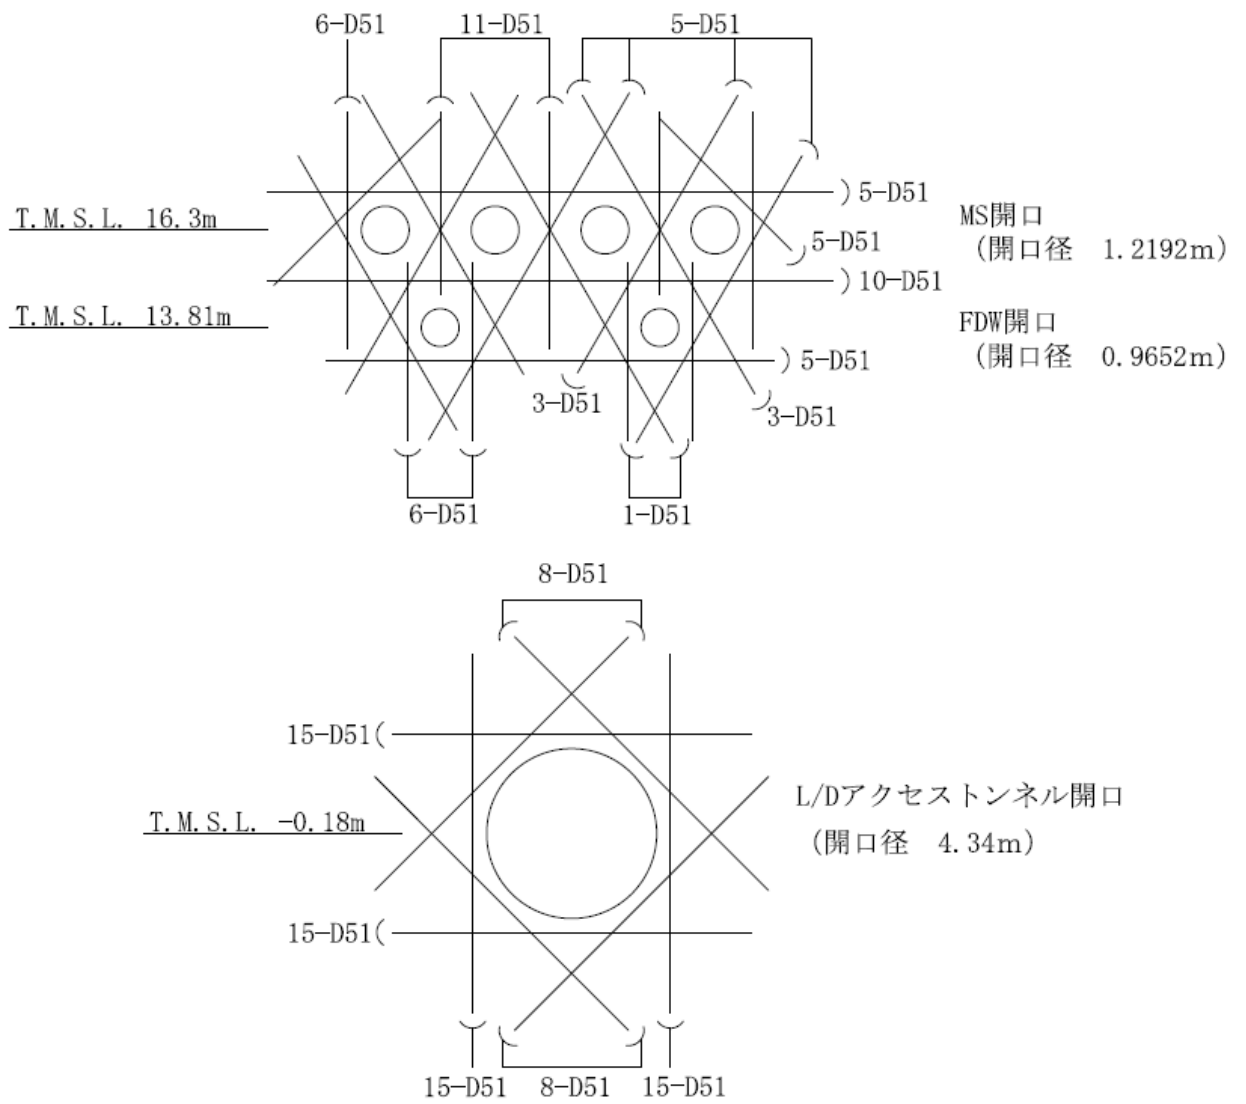 6-D51
11-D51
5-D51
5-D51
T.M.S.L. 16.3m
MS開口
(開口径 1.2192m)
5-D51
10-D51
T.M.S.L. 13.81m
FDW開口
(開口径 0.9652m)
5-D51
3-D51
3-D51
6-D51
1-D51
8-D51
15-D51
T.M.S.L. -0.18m
L/Dアクセストンネル開口
(開口径 4.34m)
15-D51
15-D51
8-D51
15-D51